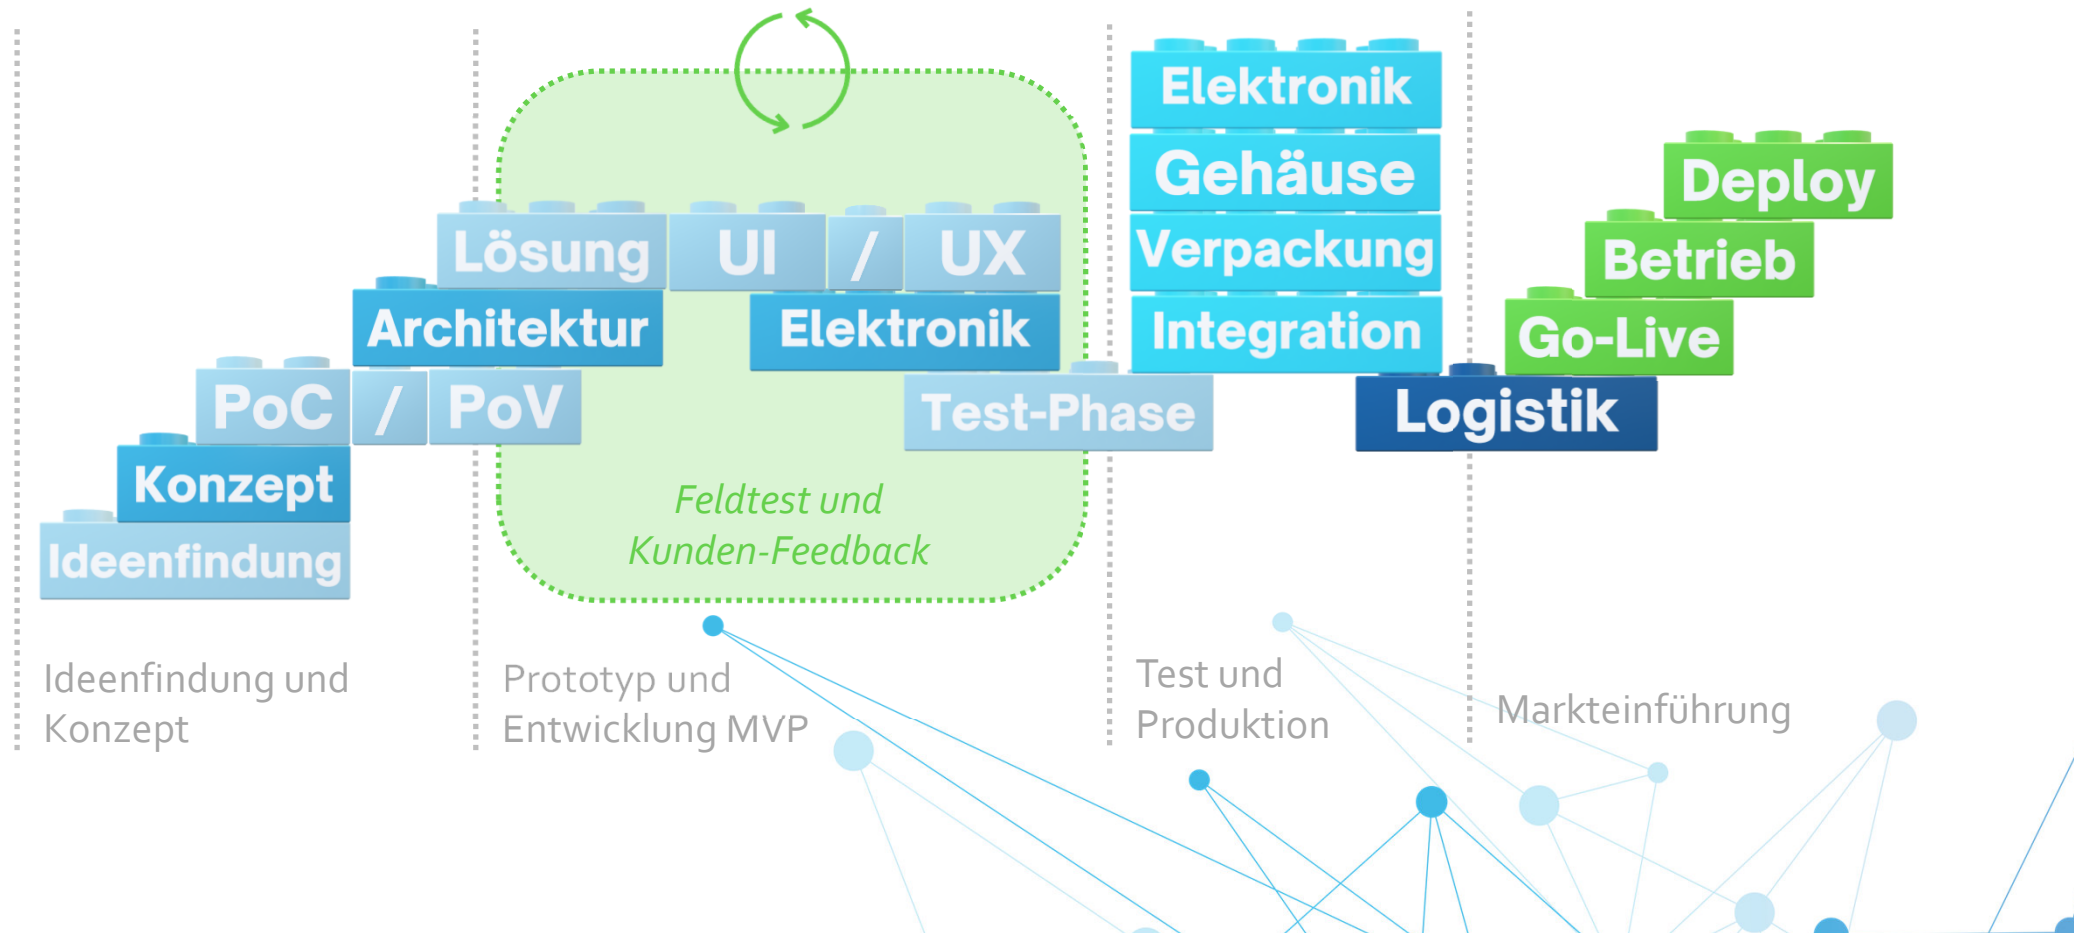 Elektronik
Gehäuse
Verpackung
Integration
Deploy
Betrieb
Go-Live
Logistik
Lösung UI / UX
Architektur
Elektronik
PoC / PoV
Test-Phase
Konzept
Ideenfindung
Feldtest und
Kunden-Feedback
Ideenfindung und
Konzept
Prototyp und
Entwicklung MVP
Test und
Produktion
Markteinführung